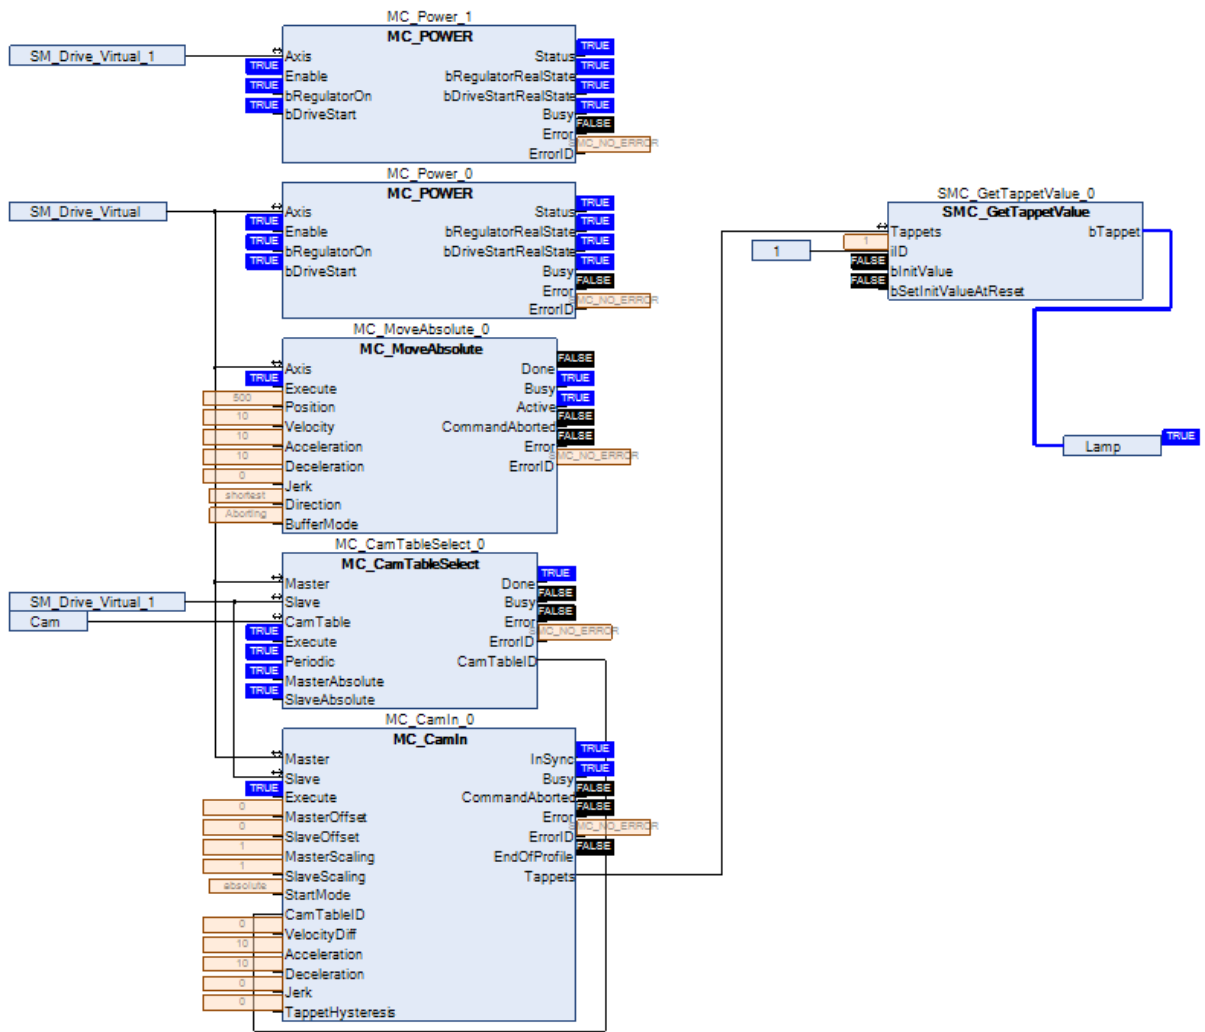 MC_Power_1
MC_POWER
SM_Drive_Virtual_1
Axis
Status
TRUE
TRUE
Enable
bRegulatorRealState
TRUE
TRUE
bRegulatorOn
bDriveStartRealState
TRUE
TRUE
bDriveStart
Busy
TRUE
Error
FALSE
ErrorID
SMC_NO_ERROR
MC_Power_0
MC_POWER
SM_Drive_Virtual
Axis
Status
TRUE
TRUE
Enable
bRegulatorRealState
TRUE
TRUE
bRegulatorOn
bDriveStartRealState
TRUE
TRUE
bDriveStart
Busy
TRUE
Error
FALSE
ErrorID
SMC_NO_ERROR
MC_MoveAbsolute_0
MC_MoveAbsolute
Axis
Done
FALSE
TRUE
Execute
Busy
TRUE
500
Position
Active
TRUE
10
Velocity
CommandAborted
FALSE
10
Acceleration
Error
FALSE
10
Deceleration
ErrorID
SMC_NO_ERROR
0
Jerk
shortest
Direction
Aborting
BufferMode
MC_CamTableSelect_0
MC_CamTableSelect
Master
Done
TRUE
SM_Drive_Virtual_1
Slave
Busy
FALSE
Cam
CamTable
Error
FALSE
TRUE
Execute
ErrorID
SMC_NO_ERROR
TRUE
Periodic
CamTableID
TRUE
MasterAbsolute
TRUE
SlaveAbsolute
MC_CamIn_0
MC_CamIn
Master
InSync
TRUE
Slave
Busy
TRUE
TRUE
Execute
CommandAborted
FALSE
0
MasterOffset
Error
FALSE
0
SlaveOffset
ErrorID
SMC_NO_ERROR
1
MasterScaling
EndOfProfile
FALSE
1
SlaveScaling
Tappets
absolute
StartMode
CamTableID
0
VelocityDiff
10
Acceleration
10
Deceleration
0
Jerk
0
TappetHysteresis
SMC_GetTappetValue_0
SMC_GetTappetValue
Tappets
bTappet
1
1
iID
FALSE
bInitValue
FALSE
bSetInitValueAtReset
Lamp
TRUE